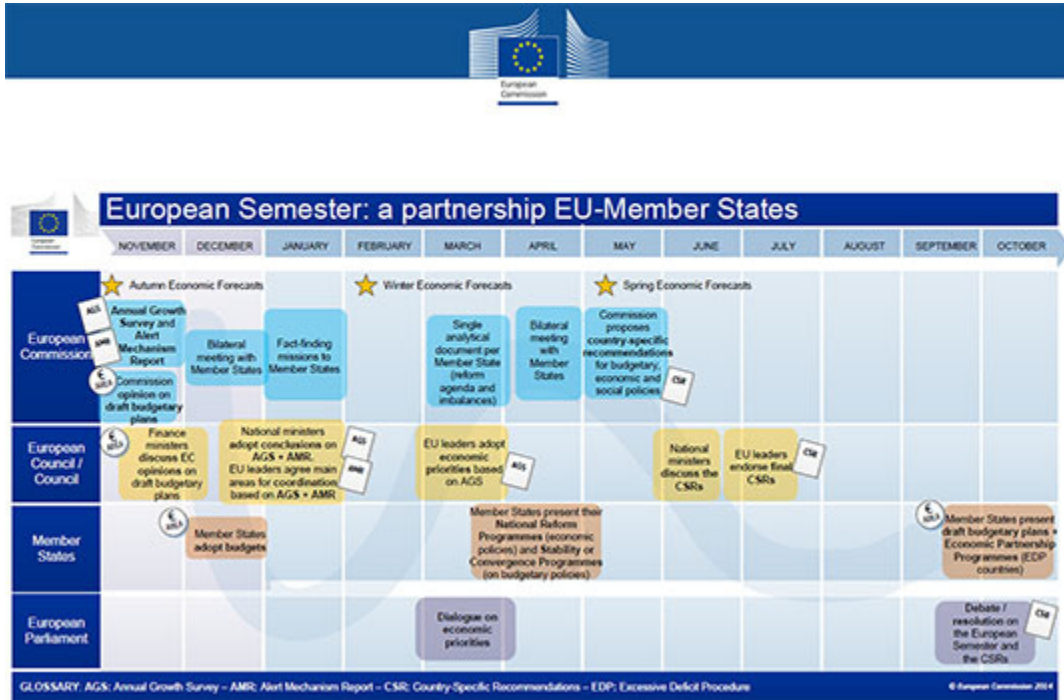 European
Commission
European Semester: a partnership EU-Member States
European
Commission
NOVEMBER
DECEMBER
JANUARY
FEBRUARY
MARCH
APRIL
MAY
JUNE
JULY
AUGUST
SEPTEMBER
OCTOBER
European
Commission
Autumn Economic Forecasts
Winter Economic Forecasts
Spring Economic Forecasts
AGS
AMR
Annual Growth
Survey and
Alert
Mechanism
Report
€
Commission
opinion on
draft budgetary
plans
Bilateral
meeting with
Member States
Fact-finding
missions to
Member States
Single
analytical
document per
Member State
(reform
agenda and
imbalances)
Bilateral
meeting
with
Member
States
Commission
proposes
country-specific
recommendations
for budgetary,
economic and
social policies
CSR
European
Council /
Council
€
Finance
ministers
discuss EC
opinions on
draft budgetary
plans
National ministers
adopt conclusions on
AGS + AMR.
EU leaders agree main
areas for coordination
based on AGS + AMR
AGS
AMR
EU leaders adopt
economic
priorities based
on AGS
AGS
National
ministers
discuss the
CSRs
EU leaders
endorse final
CSRs
CSR
Member
States
€
Member States
adopt budgets
Member States present their
National Reform
Programmes (economic
policies) and Stability or
Convergence Programmes
(on budgetary policies)
€
Member States present
draft budgetary plans +
Economic Partnership
Programmes (EDP
countries)
European
Parliament
Dialogue on
economic
priorities
Debate /
resolution on
the European
Semester and
the CSRs
CSR
GLOSSARY: AGS: Annual Growth Survey – AMR: Alert Mechanism Report – CSR: Country-Specific Recommendations – EDP: Excessive Deficit Procedure
© European Commission 2014